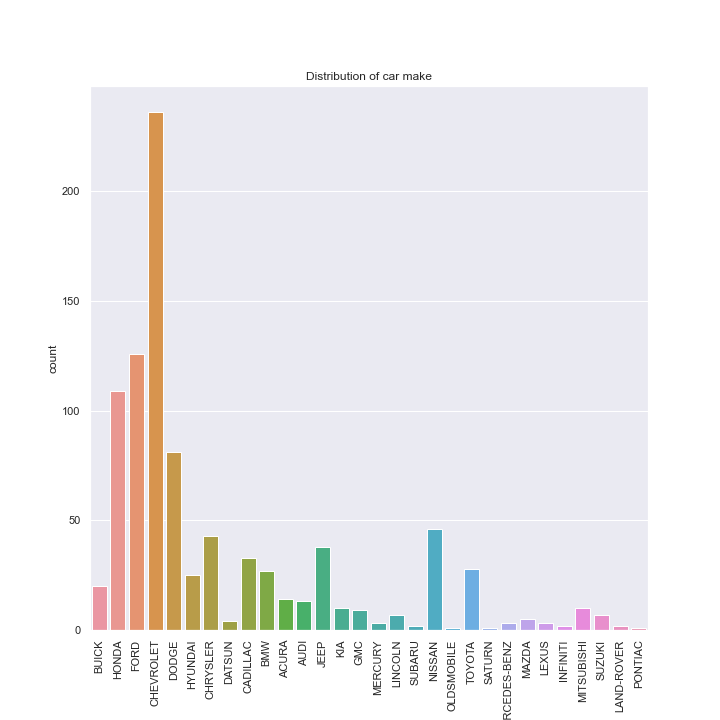 Distribution of car make
count
200
150
100
50
0
BUICK
HONDA
FORD
CHEVROLET
DODGE
HYUNDAI
CHRYSLER
DATSUN
CADILLAC
BMW
ACURA
AUDI
JEEP
KIA
GMC
MERCURY
LINCOLN
SUBARU
NISSAN
OLDSMOBILE
TOYOTA
SATURN
RCEDES-BENZ
MAZDA
LEXUS
INFINITI
MITSUBISHI
SUZUKI
LAND-ROVER
PONTIAC